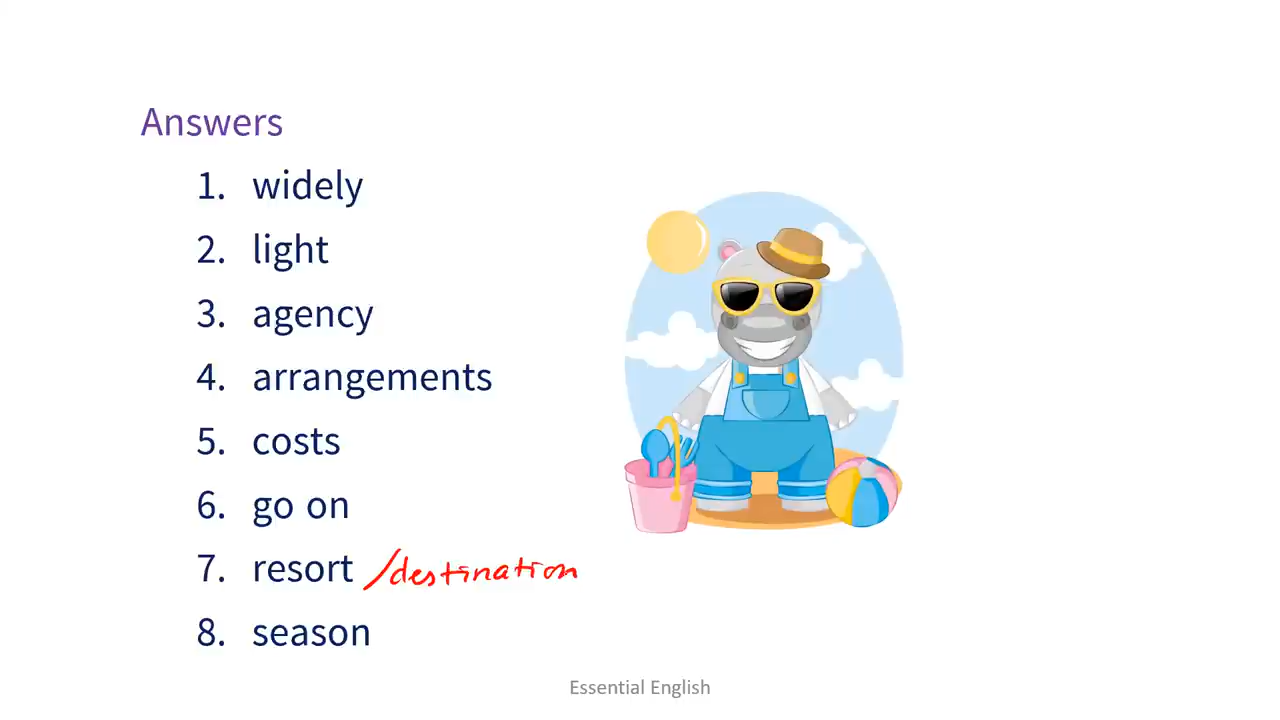 Answers
1. widely
2. light
3. agency
4. arrangements
5. costs
6. go on
7. resort /destination
8. season
Essential English